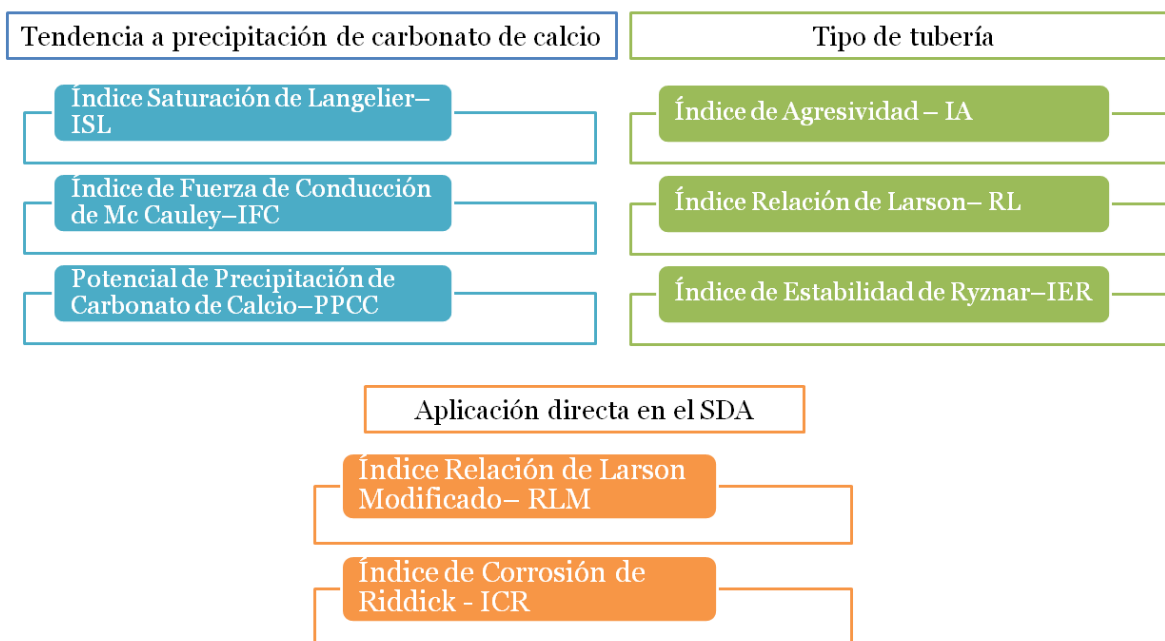 Tendencia a precipitación de carbonato de calcio
Índice Saturación de Langelier–
ISL
Índice de Fuerza de Conducción
de Mc Cauley–IFC
Potencial de Precipitación de
Carbonato de Calcio–PPCC
Tipo de tubería
Índice de Agresividad – IA
Índice Relación de Larson– RL
Índice de Estabilidad de Ryznar–IER
Aplicación directa en el SDA
Índice Relación de Larson
Modificado– RLM
Índice de Corrosión de
Riddick - ICR